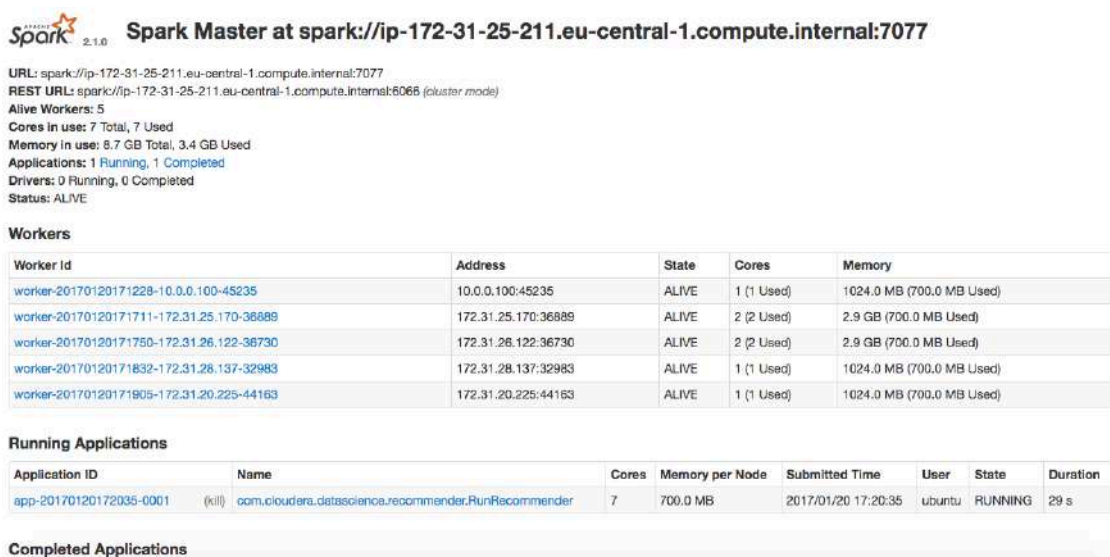 APACHE Spark 2.1.0 Spark Master at spark://ip-172-31-25-211.eu-central-1.compute.internal:7077
URL: spark://ip-172-31-25-211.eu-central-1.compute.internal:7077
REST URL: spark://ip-172-31-25-211.eu-central-1.compute.internal:6066 (cluster mode)
Alive Workers: 5
Cores in use: 7 Total, 7 Used
Memory in use: 8.7 GB Total, 3.4 GB Used
Applications: 1 Running, 1 Completed
Drivers: 0 Running, 0 Completed
Status: ALIVE
Workers
Worker Id Address State Cores Memory
worker-20170120171228-10.0.0.100-45235 10.0.0.100:45235 ALIVE 1 (1 Used) 1024.0 MB (700.0 MB Used)
worker-20170120171711-172.31.25.170-36889 172.31.25.170:36889 ALIVE 2 (2 Used) 2.9 GB (700.0 MB Used)
worker-20170120171750-172.31.26.122-36730 172.31.26.122:36730 ALIVE 2 (2 Used) 2.9 GB (700.0 MB Used)
worker-20170120171832-172.31.28.137-32983 172.31.28.137:32983 ALIVE 1 (1 Used) 1024.0 MB (700.0 MB Used)
worker-20170120171905-172.31.20.225-44163 172.31.20.225:44163 ALIVE 1 (1 Used) 1024.0 MB (700.0 MB Used)
Running Applications
Application ID Name Cores Memory per Node Submitted Time User State Duration
app-20170120172035-0001 (kill) com.cloudera.datascience.recommender.RunRecommender 7 700.0 MB 2017/01/20 17:20:35 ubuntu RUNNING 29 s
Completed Applications